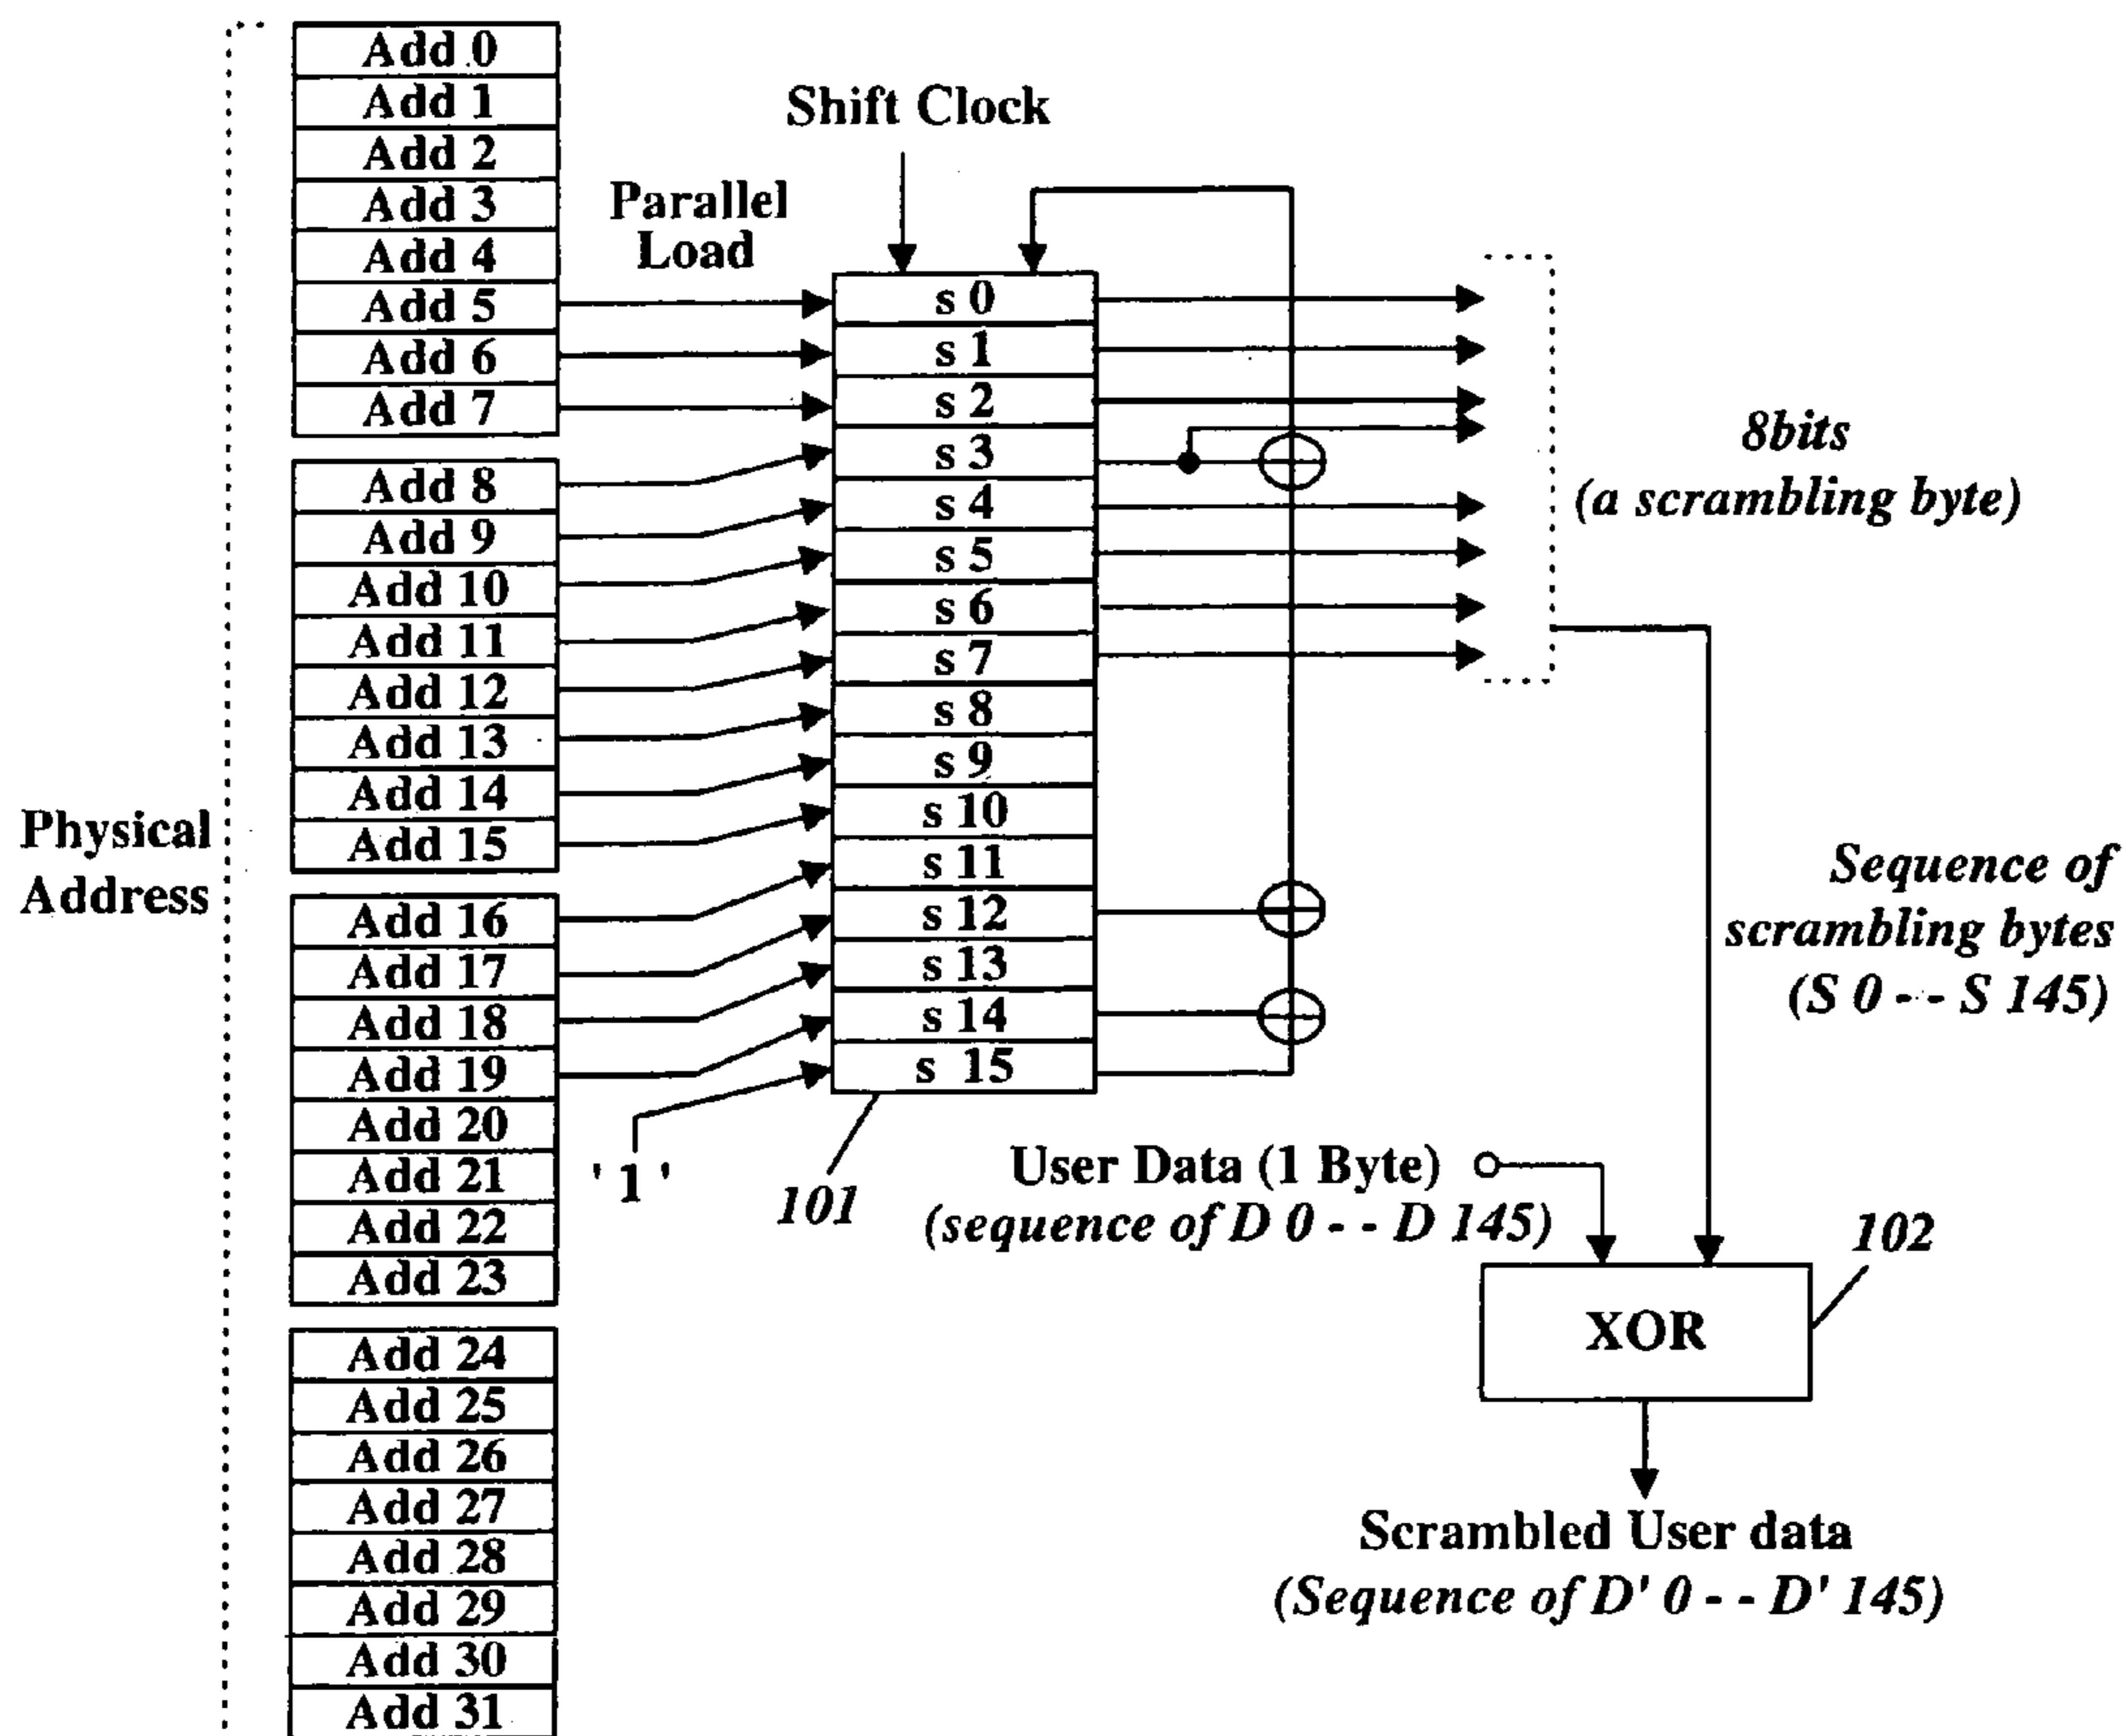 Physical
Address
Add 0
Add 1
Add 2
Add 3
Add 4
Add 5
Add 6
Add 7
Add 8
Add 9
Add 10
Add 11
Add 12
Add 13
Add 14
Add 15
Add 16
Add 17
Add 18
Add 19
Add 20
Add 21
Add 22
Add 23
Add 24
Add 25
Add 26
Add 27
Add 28
Add 29
Add 30
Add 31
Parallel
Load
'1'
Shift Clock
s 0
s 1
s 2
s 3
s 4
s 5
s 6
s 7
s 8
s 9
s 10
s 11
s 12
s 13
s 14
s 15
101
8bits
(a scrambling byte)
Sequence of
scrambling bytes
(S 0 - - S 145)
User Data (1 Byte)
(sequence of D 0 - - D 145)
102
XOR
Scrambled User data
(Sequence of D' 0 - - D' 145)